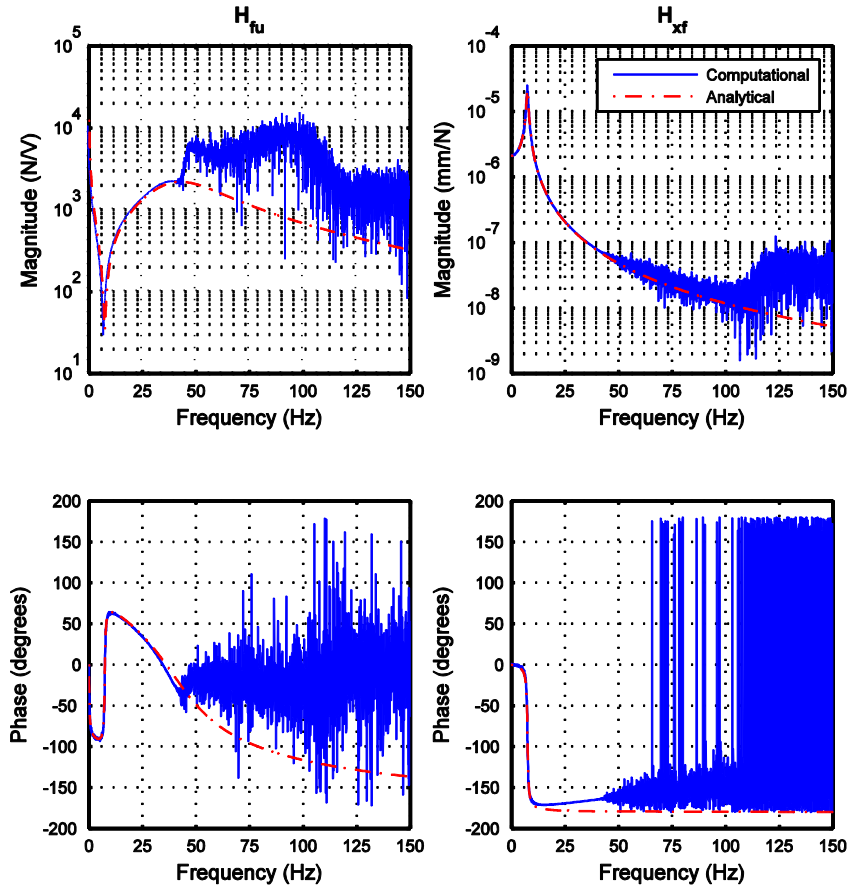 H_fu
10^5
10^4
10^3
10^2
10^1
Magnitude (N/V)
0 25 50 75 100 125 150
Frequency (Hz)
H_xf
10^-4
10^-5
10^-6
10^-7
10^-8
10^-9
Magnitude (mm/N)
Computational
Analytical
0 25 50 75 100 125 150
Frequency (Hz)
200
150
100
50
0
-50
-100
-150
-200
Phase (degrees)
0 25 50 75 100 125 150
Frequency (Hz)
200
150
100
50
0
-50
-100
-150
-200
Phase (degrees)
0 25 50 75 100 125 150
Frequency (Hz)